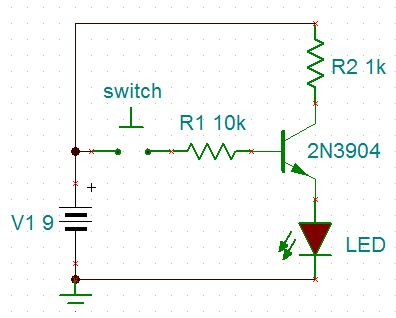 R2 1k
switch
R1 10k
2N3904
+
V1 9
LED